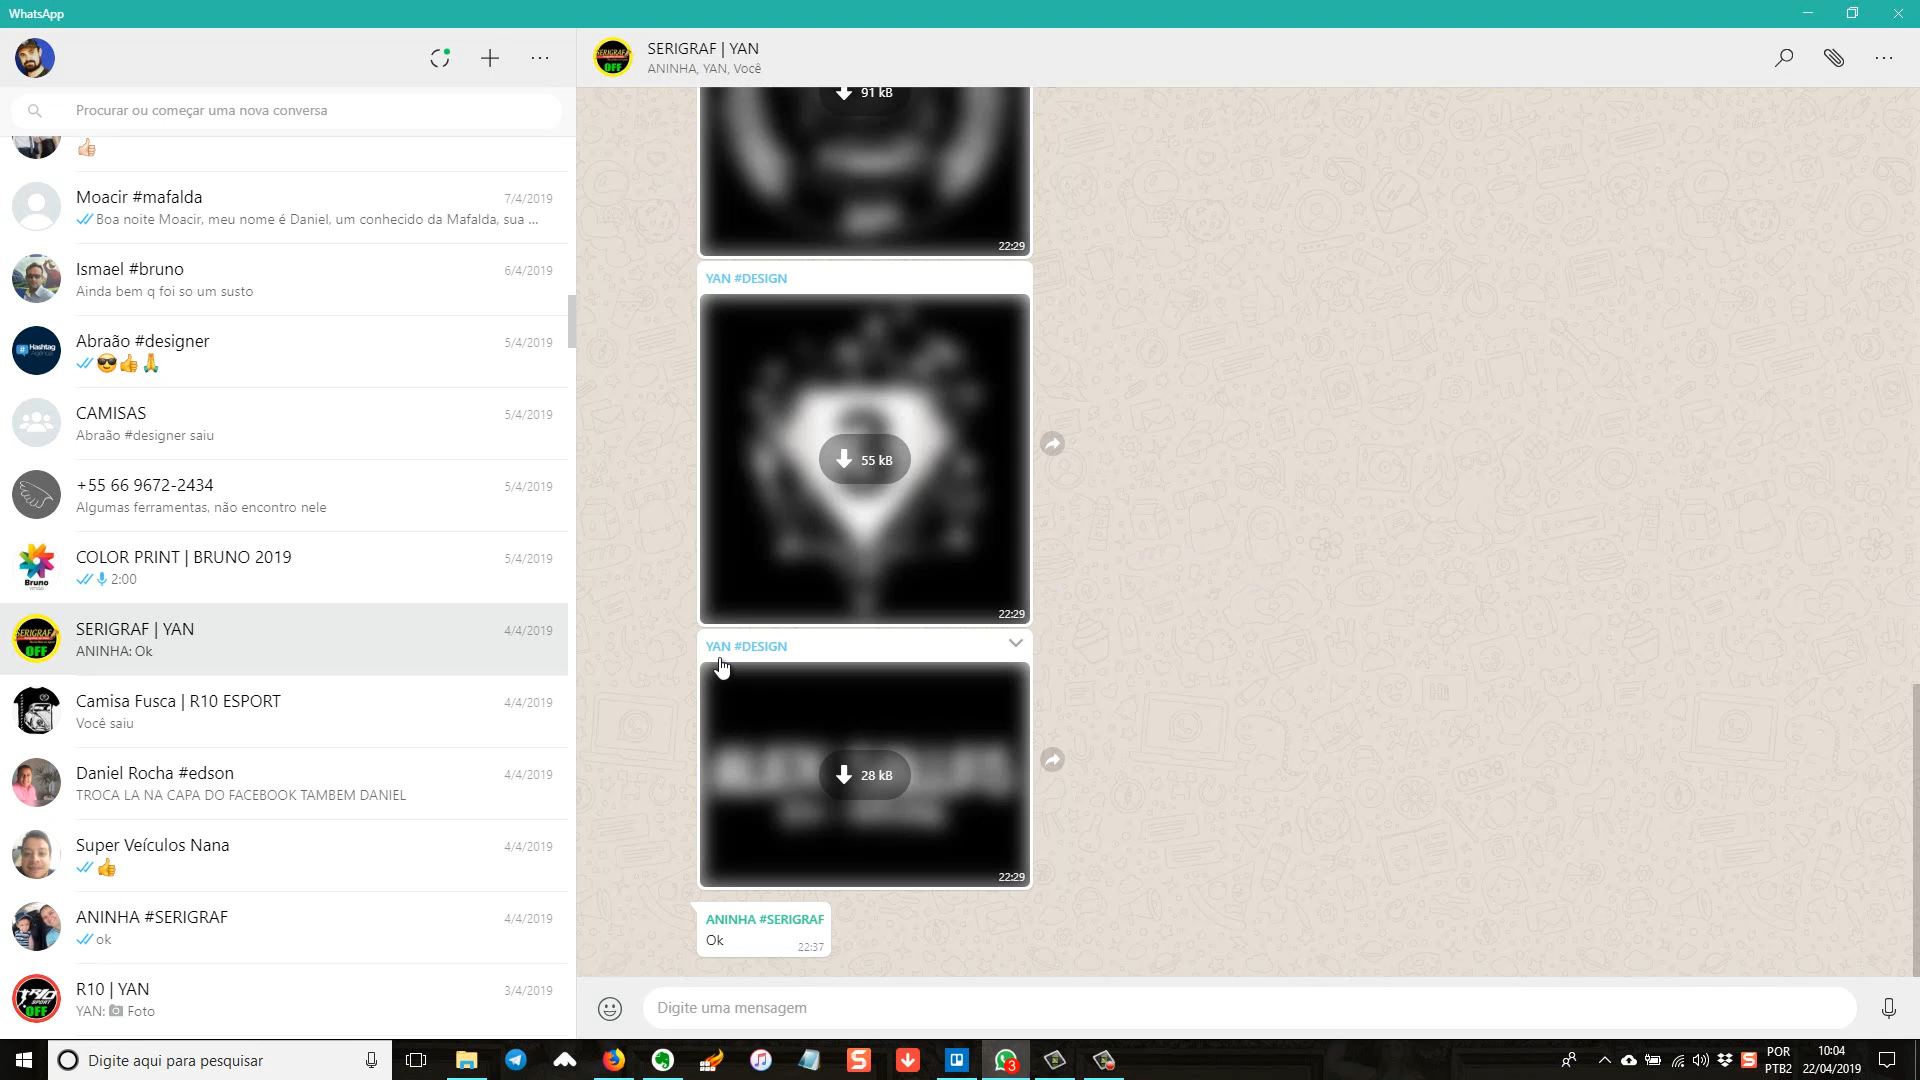 WhatsApp
Procurar ou começar uma nova conversa
Moacir #mafalda
7/4/2019
Boa noite Moacir, meu nome é Daniel, um conhecido da Mafalda, sua ...
Ismael #bruno
6/4/2019
Ainda bem q foi so um susto
Abraão #designer
5/4/2019
CAMISAS
5/4/2019
Abraão #designer saiu
+55 66 9672-2434
5/4/2019
Algumas ferramentas, não encontro nele
COLOR PRINT | BRUNO 2019
5/4/2019
2:00
SERIGRAF | YAN
4/4/2019
ANINHA: Ok
Camisa Fusca | R10 ESPORT
4/4/2019
Você saiu
Daniel Rocha #edson
4/4/2019
TROCA LA NA CAPA DO FACEBOOK TAMBEM DANIEL
Super Veículos Nana
4/4/2019
ANINHA #SERIGRAF
4/4/2019
ok
R10 | YAN
3/4/2019
YAN: Foto
SERIGRAF | YAN
ANINHA, YAN, Você
91 kB
22:29
YAN #DESIGN
55 kB
22:29
YAN #DESIGN
28 kB
22:29
ANINHA #SERIGRAF
Ok
22:37
Digite uma mensagem
Digite aqui para pesquisar
3
POR
PTB2
10:04
22/04/2019